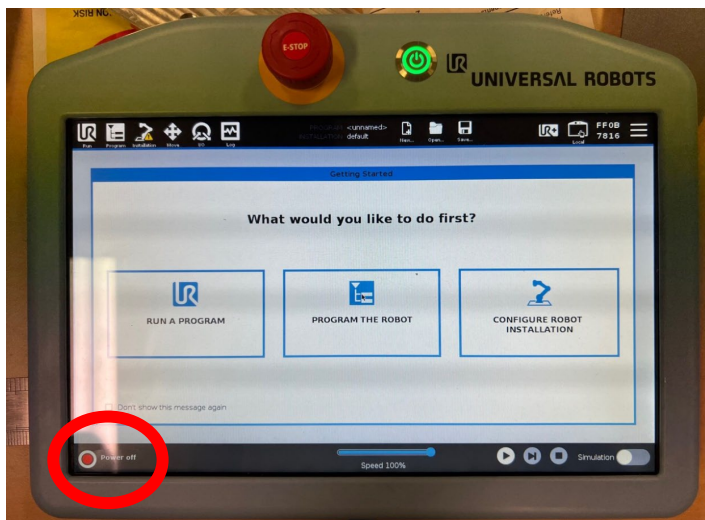 E-STOP
UNIVERSAL ROBOTS
PROGRAM <unnamed>
INSTALLATION default
Run Program Installation Move I/O Log
New... Open... Save...
Local
FF0B
7816
Getting Started
What would you like to do first?
RUN A PROGRAM
PROGRAM THE ROBOT
CONFIGURE ROBOT
INSTALLATION
Don't show this message again
Power off
Speed 100%
Simulation